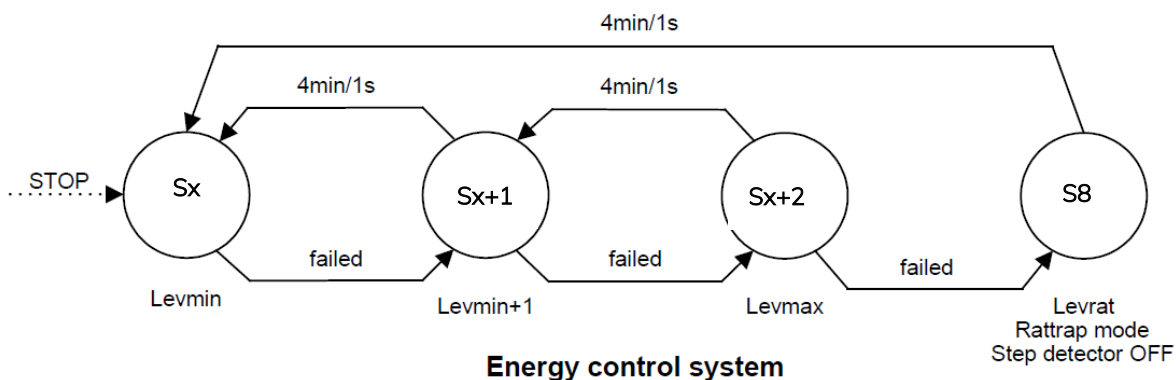 4min/1s
4min/1s
4min/1s
STOP
Sx
Sx+1
Sx+2
S8
failed
failed
failed
Levmin
Levmin+1
Levmax
Levrat
Rattrap mode
Step detector OFF
Energy control system